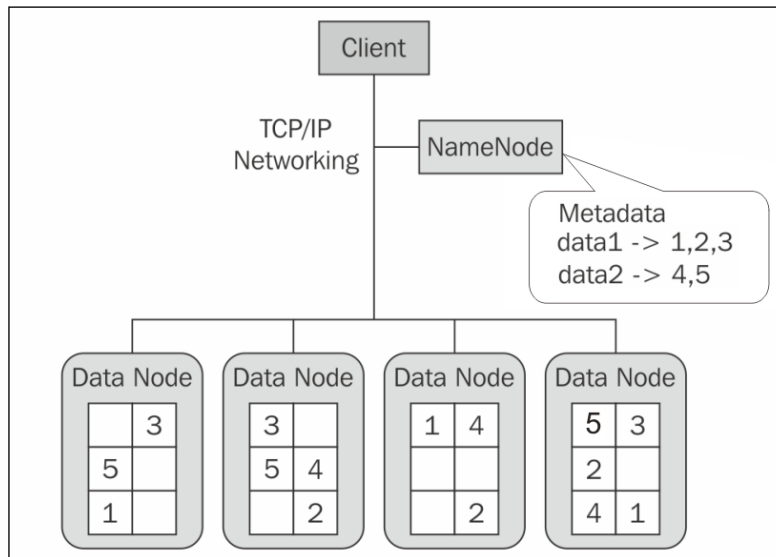 Client
TCP/IP
Networking
NameNode
Metadata
data1 -> 1,2,3
data2 -> 4,5
Data Node
3
5
1
Data Node
3
5 4
2
Data Node
1 4
2
Data Node
5 3
2
4 1